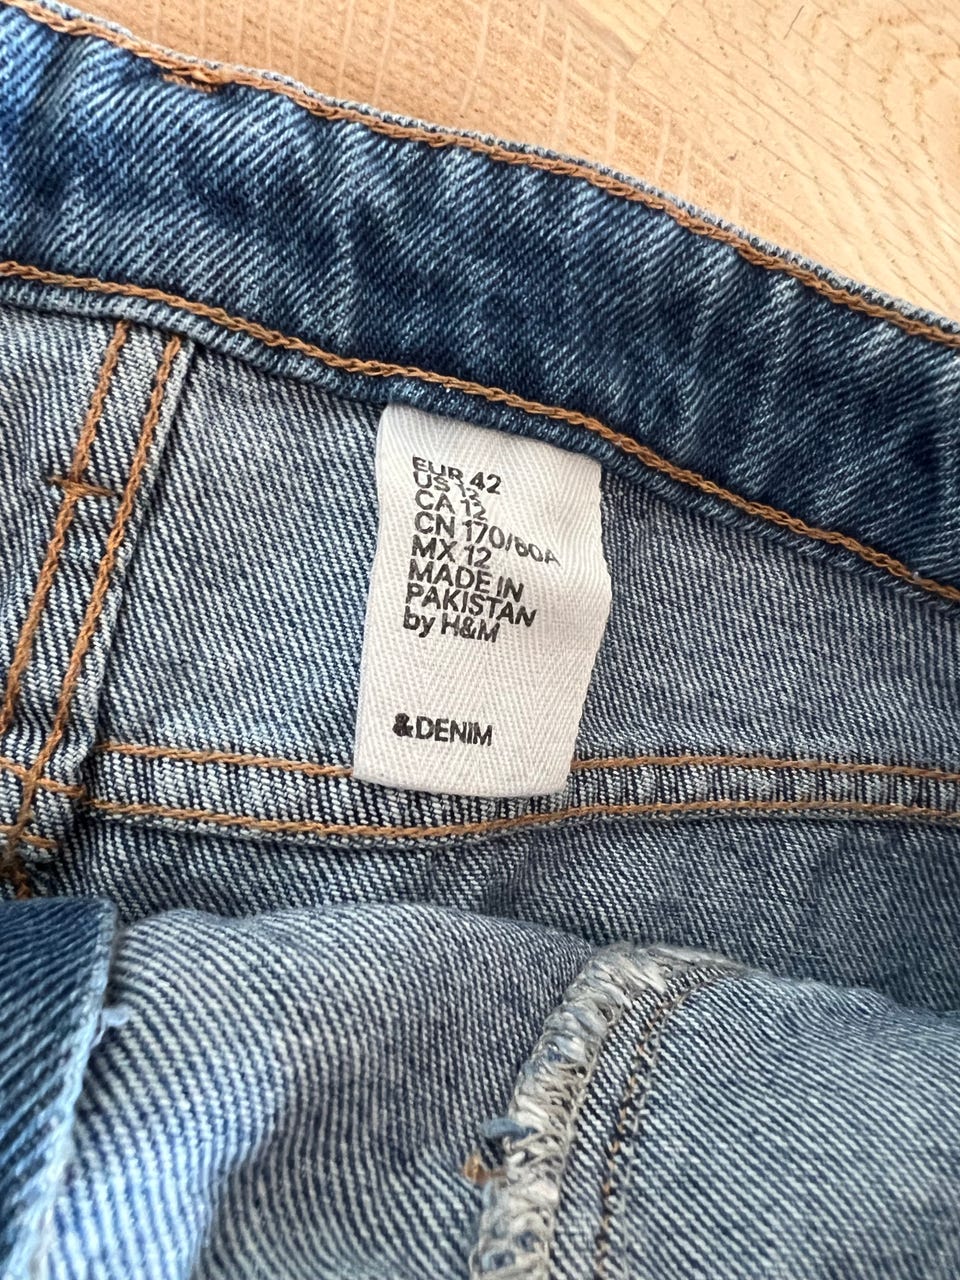 EUR 42
US 12
CA 12
CN 170/80A
MX 12
MADE IN
PAKISTAN
by H&M
&DENIM